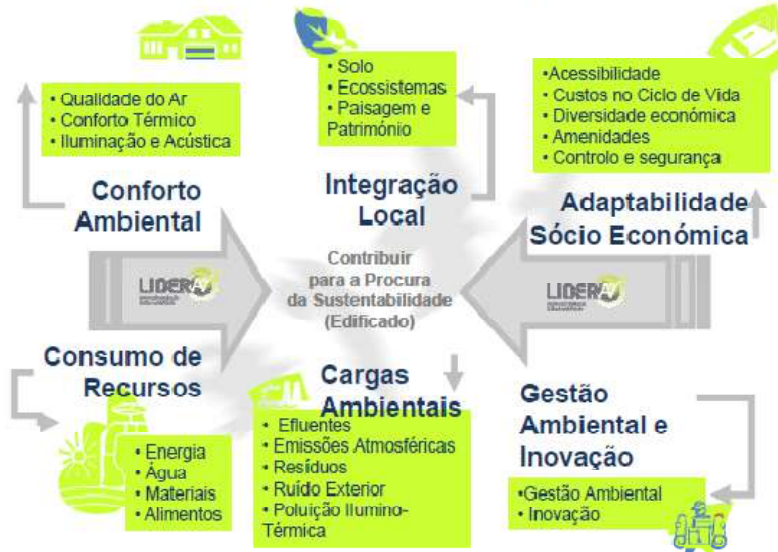 • Qualidade do Ar
• Conforto Térmico
• Iluminação e Acústica
Conforto
Ambiental
• Solo
• Ecossistemas
• Paisagem e
Património
Integração
Local
•Acessibilidade
• Custos no Ciclo de Vida
• Diversidade económica
• Amenidades
• Controlo e segurança
Adaptabilidade
Sócio Económica
LIDERA
Contribuir
para a Procura
da Sustentabilidade
(Edificado)
LIDERA
Consumo de
Recursos
• Energia
• Água
• Materiais
• Alimentos
Cargas
Ambientais
• Efluentes
• Emissões Atmosféricas
• Resíduos
• Ruído Exterior
• Poluição Ilumino-
Térmica
Gestão
Ambiental e
Inovação
•Gestão Ambiental
• Inovação